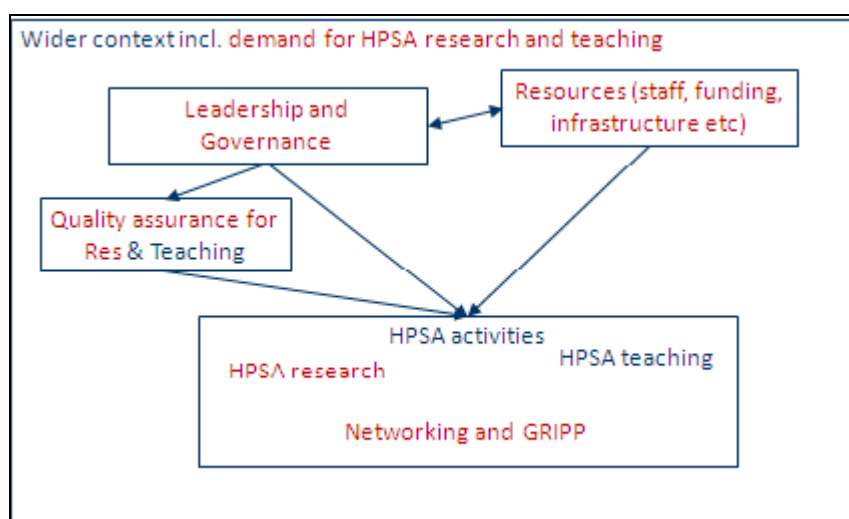 Wider context incl. demand for HPSA research and teaching
Leadership and
Governance
Resources (staff, funding,
infrastructure etc)
Quality assurance for
Res & Teaching
HPSA activities
HPSA teaching
HPSA research
Networking and GRIPP